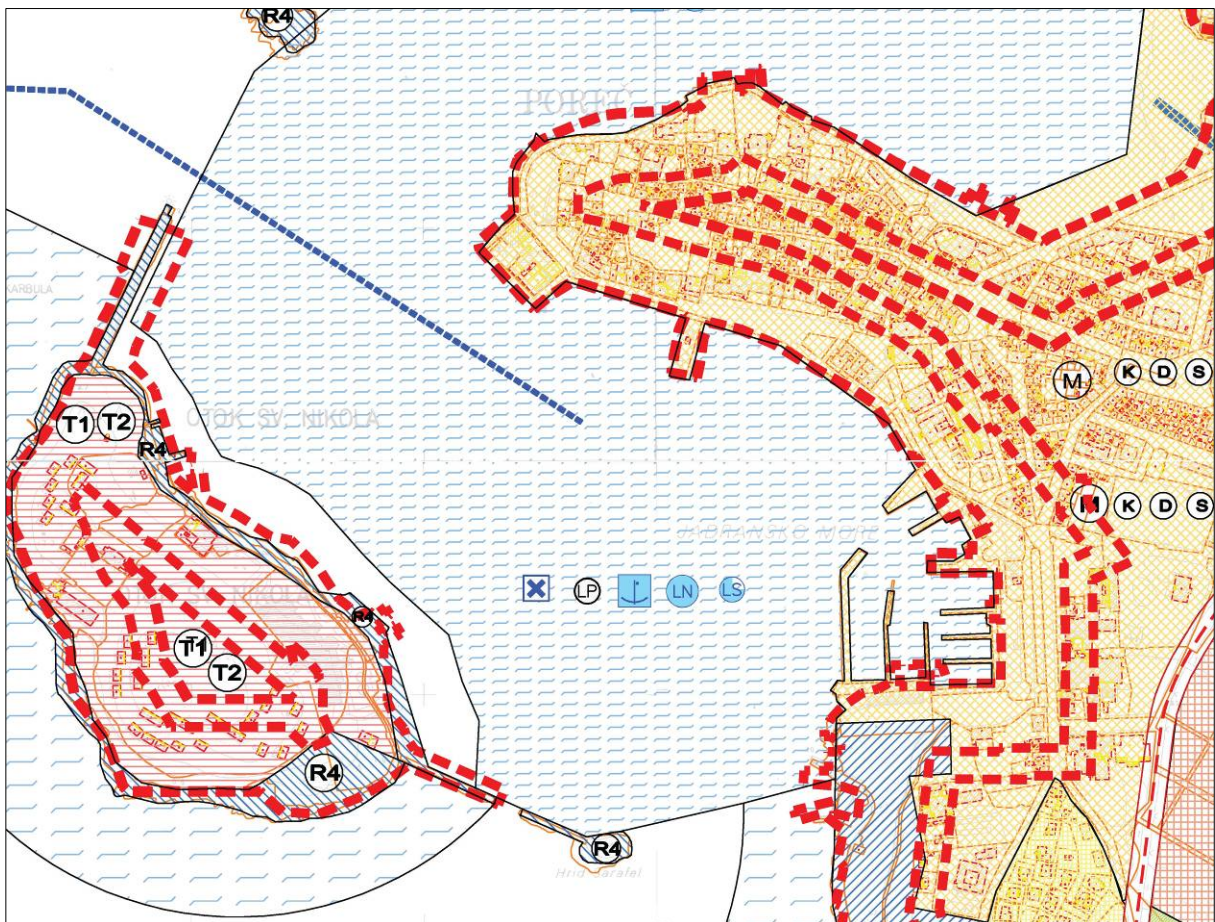 R4
POREČ
KARBULA
M K D S
T1 T2
OTOK SV. NIKOLA
R4
M K D S
JADRANSKO MORE
LP LN LS
R4
T1
T2
R4
R4
Hrid Sarafel